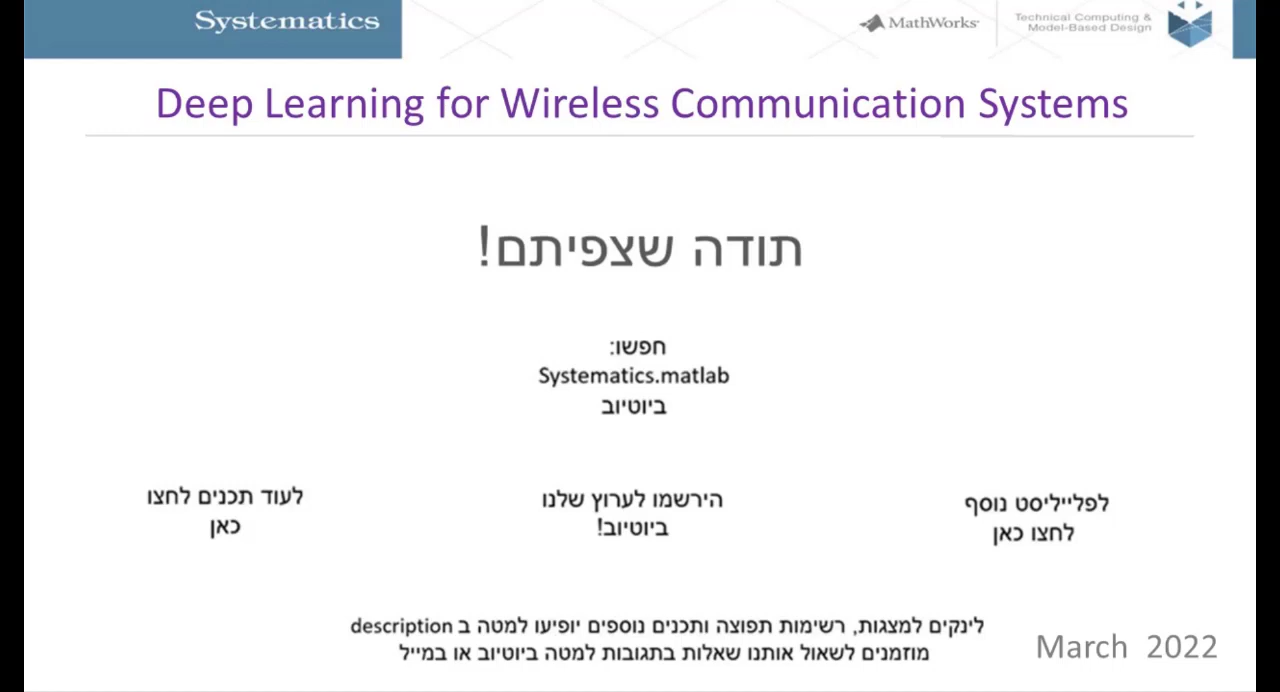 Systematics
MathWorks
Technical Computing &
Model-Based Design
Deep Learning for Wireless Communication Systems
תודה שצפיתם!
חפשו:
Systematics.matlab
ביוטיוב
לפלייליסט נוסף
לחצו כאן
הירשמו לערוץ שלנו
ביוטיוב!
לעוד תכנים לחצו
כאן
לינקים למצגות, רשימות תפוצה ותכנים נוספים יופיעו למטה ב description
מוזמנים לשאול אותנו שאלות בתגובות למטה ביוטיוב או במייל
March 2022